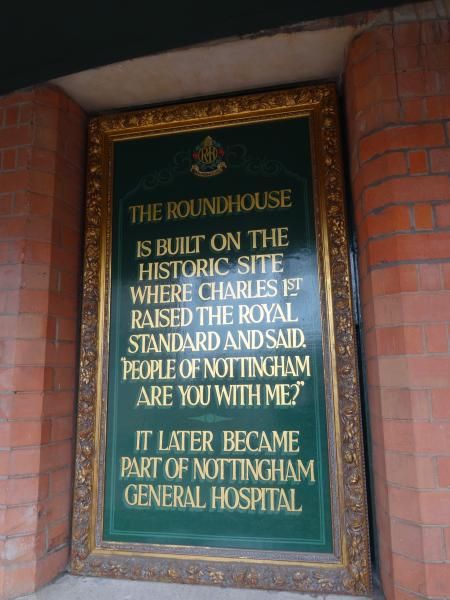 THE ROUNDHOUSE
IS BUILT ON THE
HISTORIC SITE
WHERE CHARLES 1ST
RAISED THE ROYAL
STANDARD AND SAID.
"PEOPLE OF NOTTINGHAM
ARE YOU WITH ME?"
IT LATER BECAME
PART OF NOTTINGHAM
GENERAL HOSPITAL